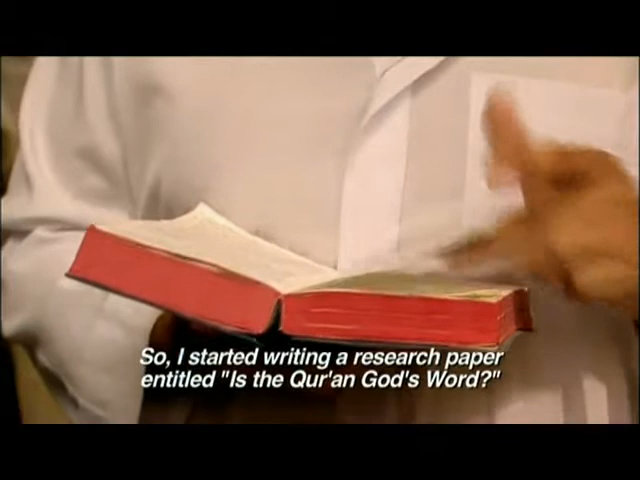 So, I started writing a research paper
entitled "Is the Qur'an God's Word?"